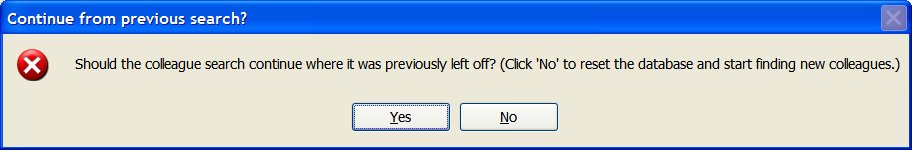 Continue from previous search?
Should the colleague search continue where it was previously left off? (Click 'No' to reset the database and start finding new colleagues.)
Yes No